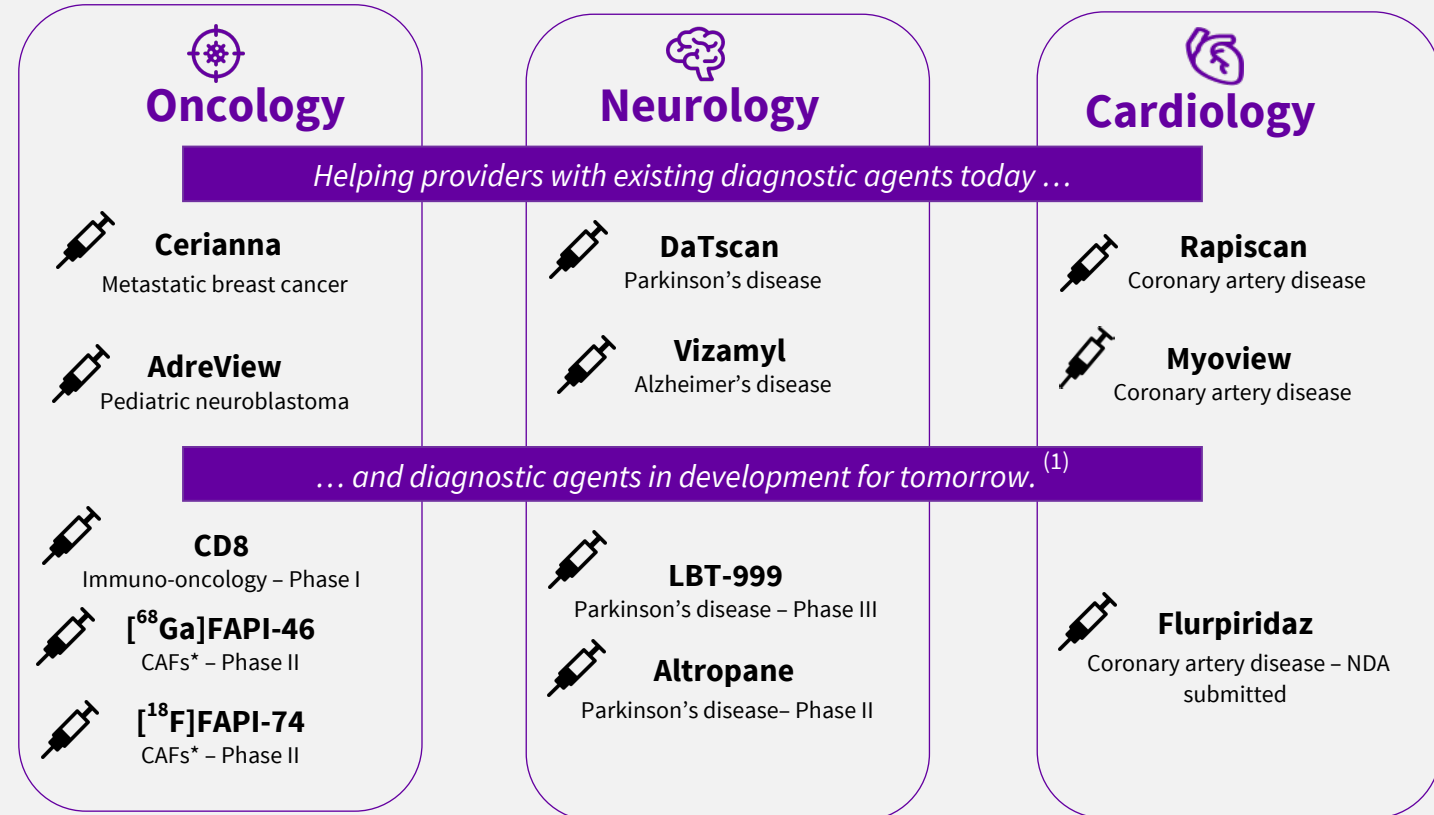 Oncology
Neurology
Cardiology
Helping providers with existing diagnostic agents today …
Cerianna
Metastatic breast cancer
DaTscan
Parkinson’s disease
Rapiscan
Coronary artery disease
AdreView
Pediatric neuroblastoma
Vizamyl
Alzheimer’s disease
Myoview
Coronary artery disease
… and diagnostic agents in development for tomorrow. (1)
CD8
Immuno-oncology – Phase I
[68Ga]FAPI-46
CAFs* – Phase II
[18F]FAPI-74
CAFs* – Phase II
LBT-999
Parkinson’s disease – Phase III
Altropane
Parkinson’s disease– Phase II
Flurpiridaz
Coronary artery disease – NDA
submitted